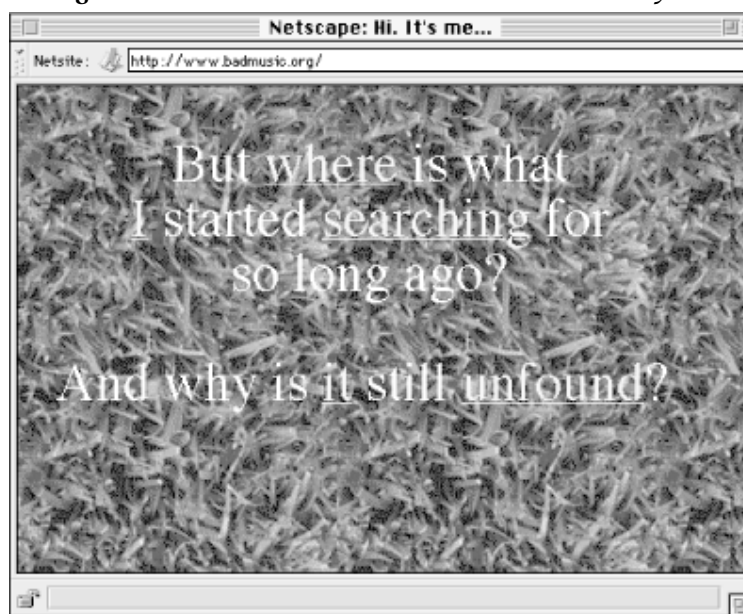 Netscape: Hi. It's me...
Netsite: http://www.badmusic.org/
But where is what
I started searching for
so long ago?
And why is it still unfound?